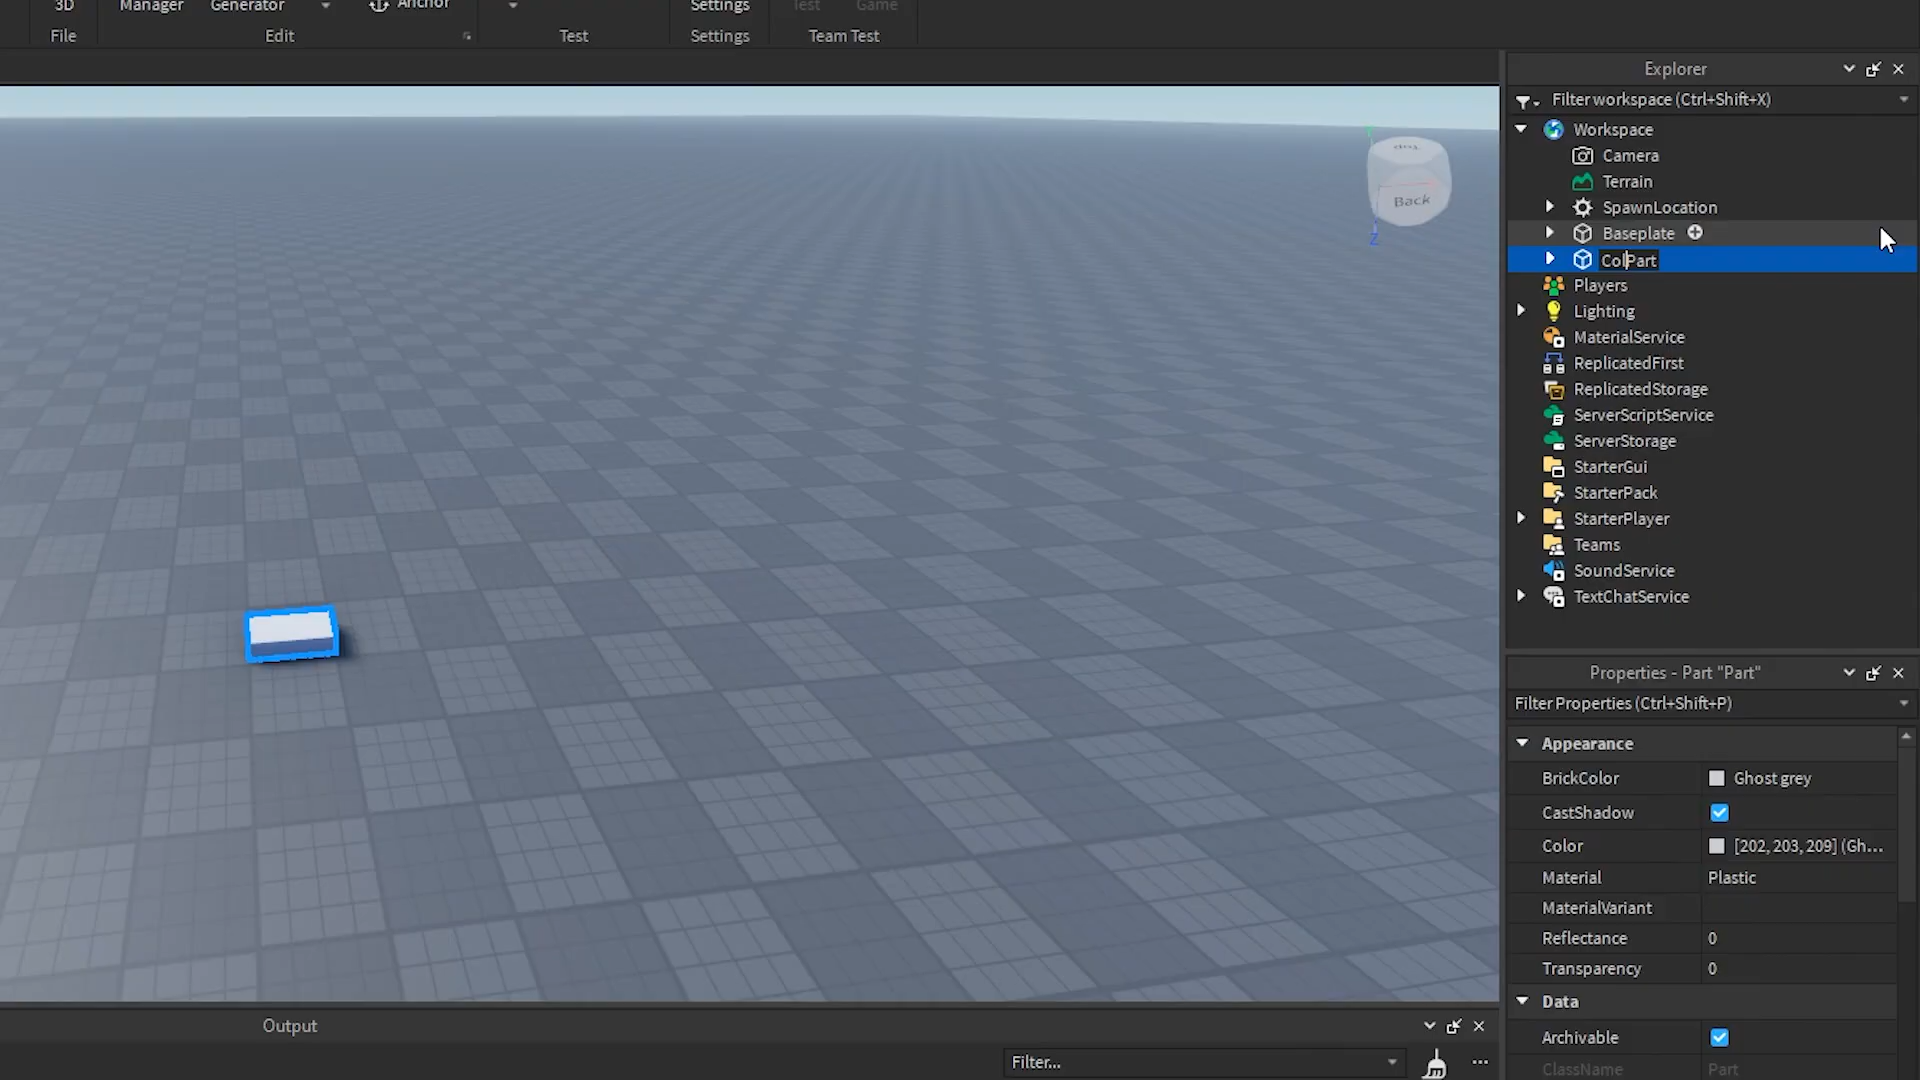 3D Manager Generator Anchor Settings Test Game
File Edit Test Settings Team Test
Explorer
Filter workspace (Ctrl+Shift+X)
Workspace
Camera
Terrain
SpawnLocation
Baseplate
ColPart
Players
Lighting
MaterialService
ReplicatedFirst
ReplicatedStorage
ServerScriptService
ServerStorage
StarterGui
StarterPack
StarterPlayer
Teams
SoundService
TextChatService
Top
Back
Z
Properties - Part "Part"
Filter Properties (Ctrl+Shift+P)
Appearance
BrickColor Ghost grey
CastShadow
Color [202, 203, 209] (Gh...
Material Plastic
MaterialVariant
Reflectance 0
Transparency 0
Data
Archivable
ClassName Part
Output
Filter...